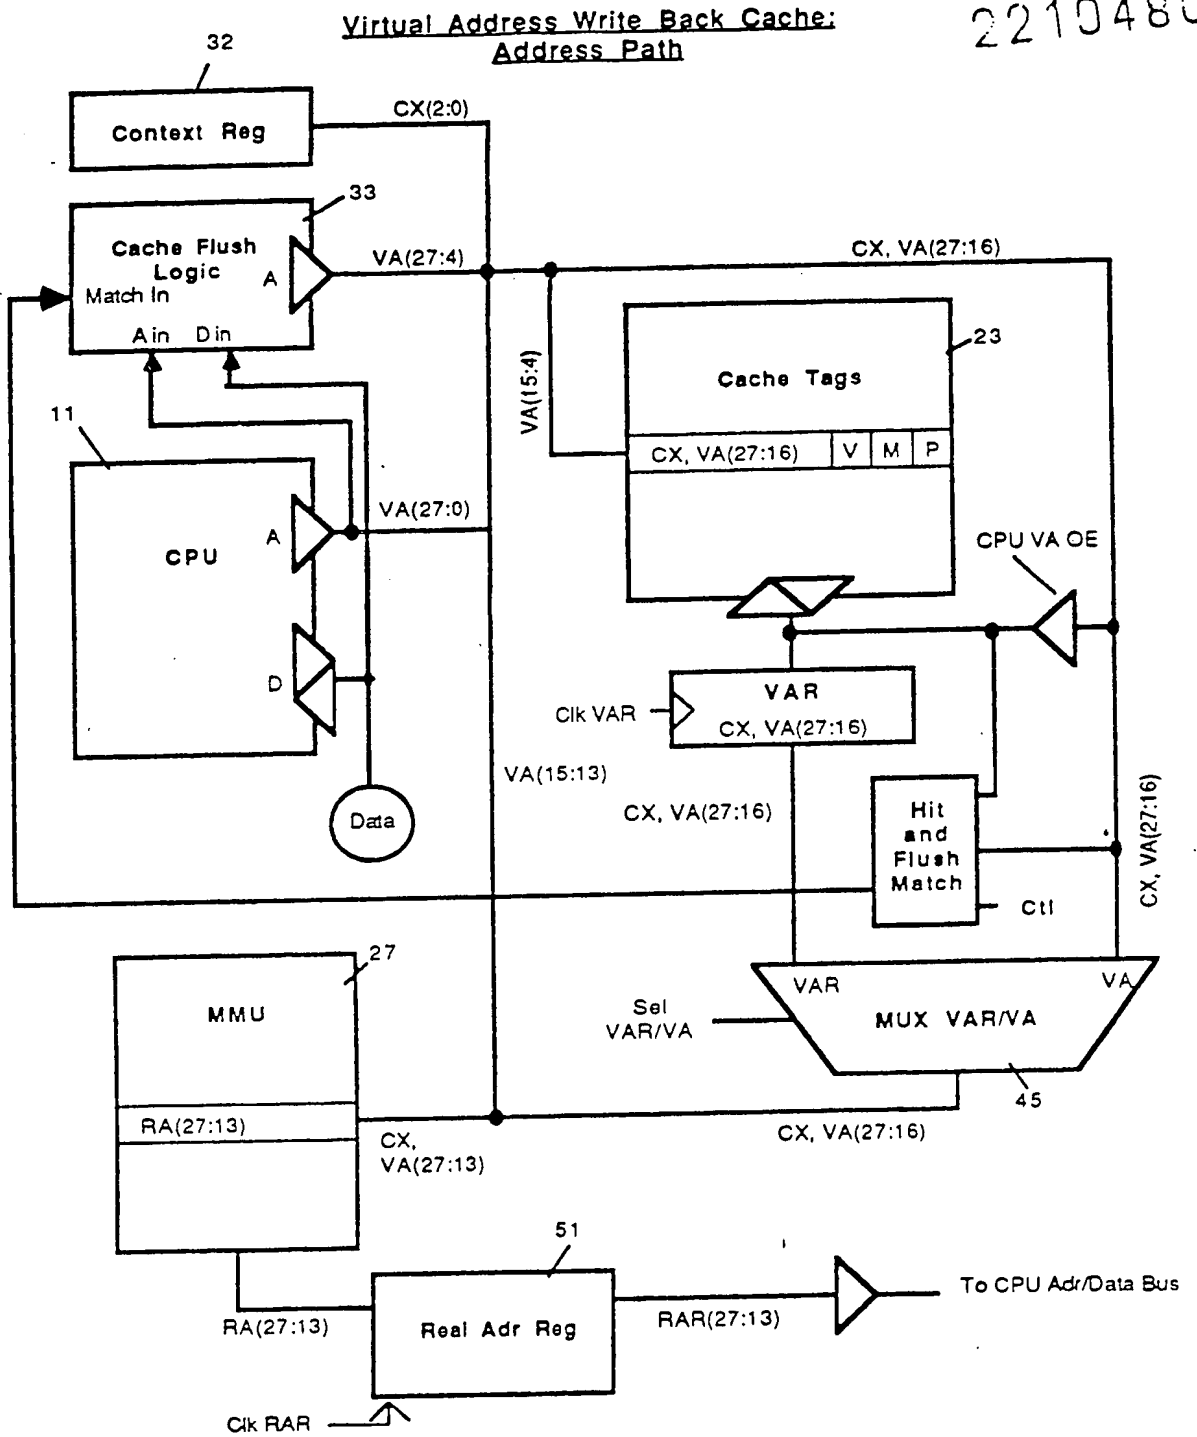 Virtual Address Write Back Cache:
Address Path
32
CX(2:0)
Context Reg
33
Cache Flush
Logic
A
VA(27:4)
CX, VA(27:16)
Match In
A in D in
VA(15:4)
23
Cache Tags
11
CX, VA(27:16) V M P
VA(27:0)
A
CPU
CPU VA OE
D
VAR
Clk VAR
CX, VA(27:16)
VA(15:13)
CX, VA(27:16)
Data
Hit
and
Flush
Match
Ctl
CX, VA(27:16)
27
MMU
VAR
VA
Sel
VAR/VA
MUX VAR/VA
45
RA(27:13)
CX,
VA(27:13)
CX, VA(27:16)
51
To CPU Adr/Data Bus
RA(27:13)
Real Adr Reg
RAR(27:13)
Clk RAR